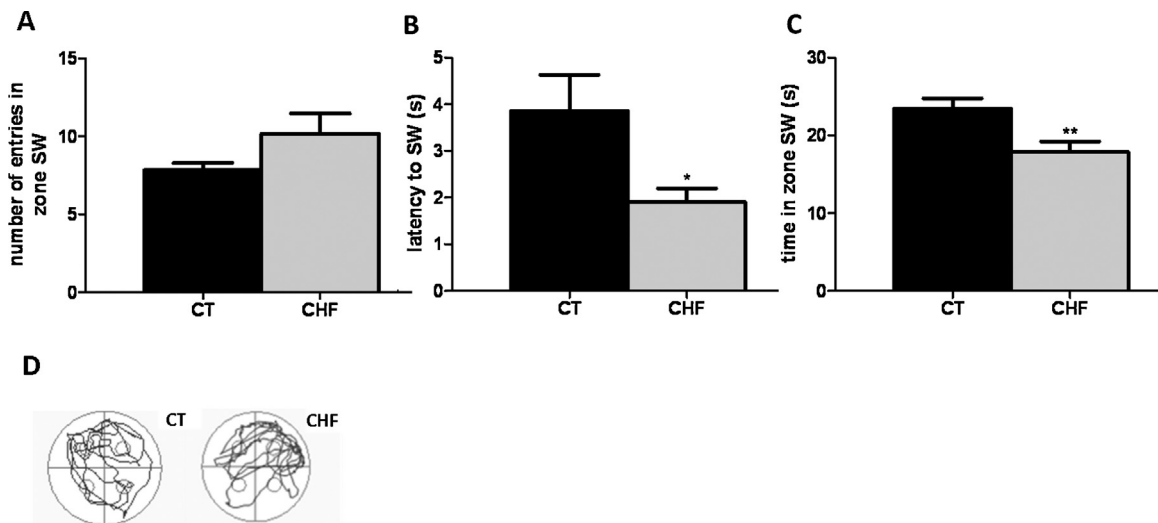 A
number of entries in
zone SW
15
10
5
0
CT
CHF
B
latency to SW (s)
5
4
3
2
1
0
*
CT
CHF
C
time in zone SW (s)
30
20
10
0
**
CT
CHF
D
CT
CHF